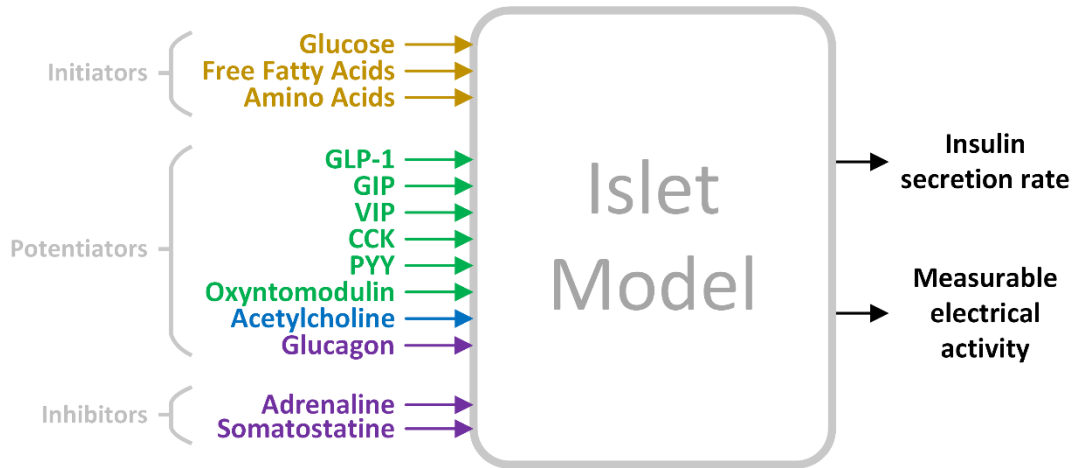 Initiators
Glucose
Free Fatty Acids
Amino Acids
Potentiators
GLP-1
GIP
VIP
CCK
PYY
Oxyntomodulin
Acetylcholine
Glucagon
Inhibitors
Adrenaline
Somatostatine
Islet
Model
Insulin
secretion rate
Measurable
electrical
activity